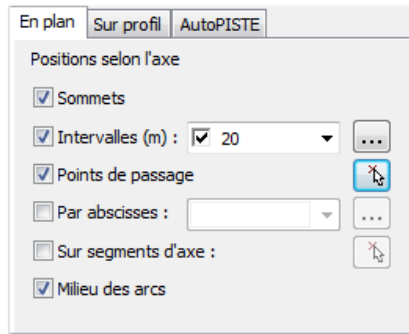 En plan Sur profil AutoPISTE
Positions selon l'axe
Sommets
Intervalles (m) : 20 ...
Points de passage
Par abscisses : ...
Sur segments d'axe :
Milieu des arcs